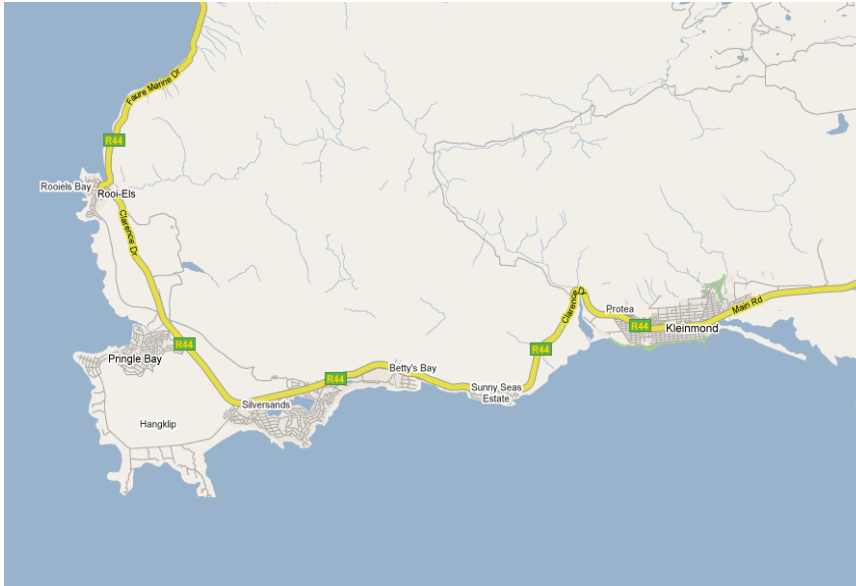 Faure Marine Dr
R44
Rooiels Bay
Rooi-Els
Clarence Dr
Clarence Dr
Protea
Main Rd
R44
Kleinmond
R44
R44
Pringle Bay
Betty's Bay
R44
Sunny Seas
Estate
Silversands
Hangklip